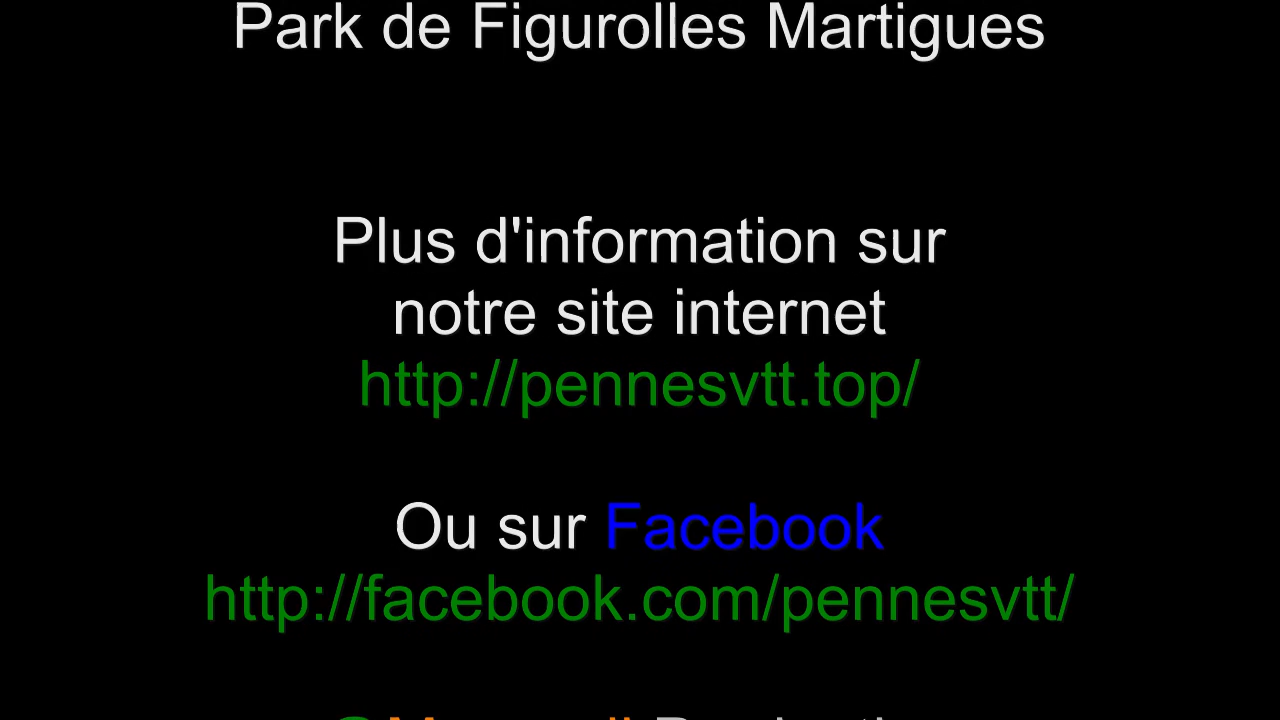 Park de Figurolles Martigues
Plus d'information sur
notre site internet
http://pennesvtt.top/
Ou sur Facebook
http://facebook.com/pennesvtt/